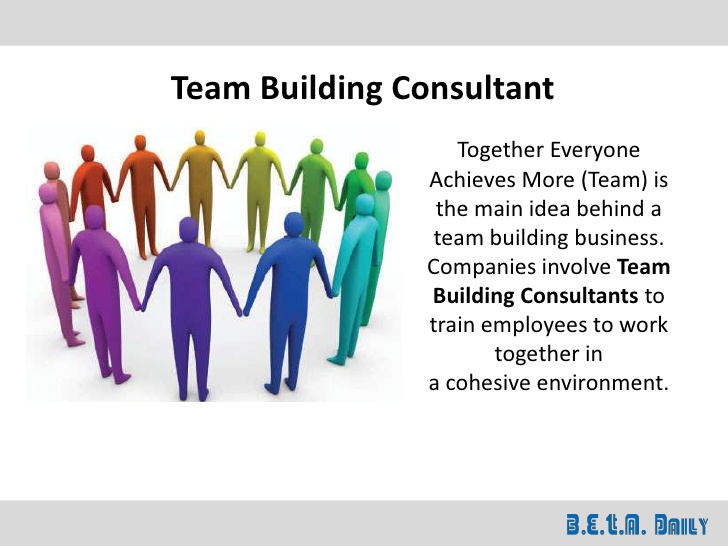 Team Building Consultant
Together Everyone
Achieves More (Team) is
the main idea behind a
team building business.
Companies involve Team
Building Consultants to
train employees to work
together in
a cohesive environment.
B.E.T.A. Daily